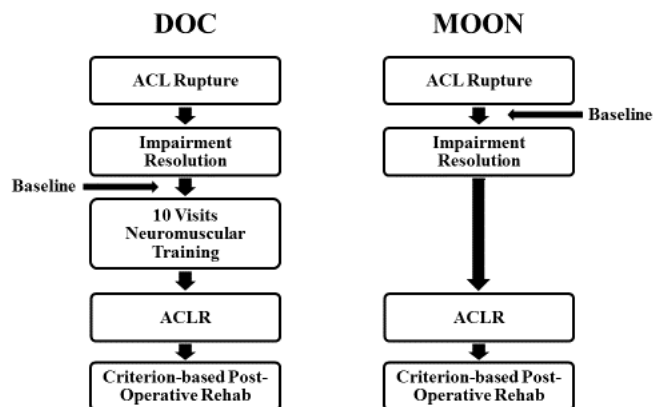 DOC
ACL Rupture
Impairment
Resolution
Baseline
10 Visits
Neuromuscular
Training
ACLR
Criterion-based Post-
Operative Rehab
MOON
ACL Rupture
Baseline
Impairment
Resolution
ACLR
Criterion-based Post-
Operative Rehab